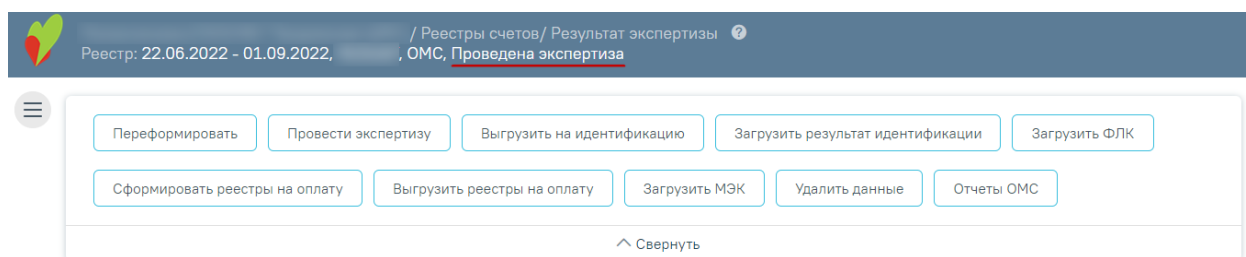 / Реестры счетов/ Результат экспертизы ?
Реестр: 22.06.2022 - 01.09.2022, , ОМС, Проведена экспертиза
Переформировать Провести экспертизу Выгрузить на идентификацию Загрузить результат идентификации Загрузить ФЛК
Сформировать реестры на оплату Выгрузить реестры на оплату Загрузить МЭК Удалить данные Отчеты ОМС
Свернуть